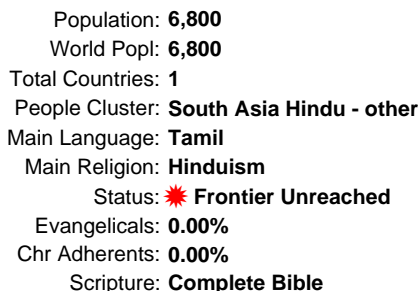 Population: 6,800
World Popl: 6,800
Total Countries: 1
People Cluster: South Asia Hindu - other
Main Language: Tamil
Main Religion: Hinduism
Status: Frontier Unreached
Evangelicals: 0.00%
Chr Adherents: 0.00%
Scripture: Complete Bible